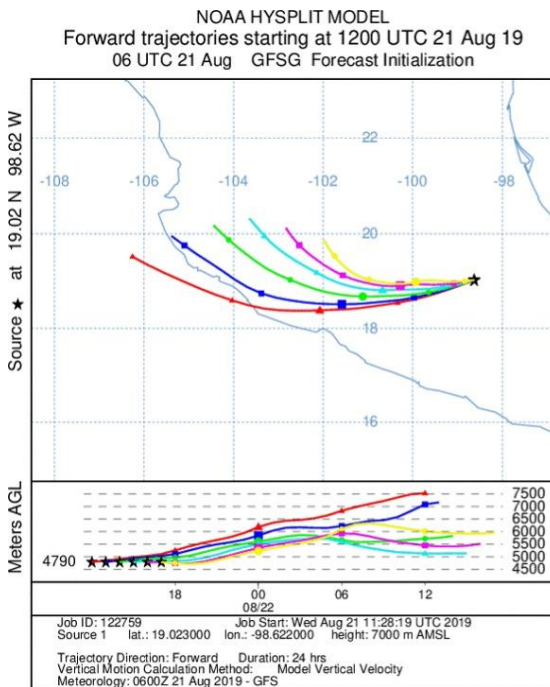 NOAA HYSPLIT MODEL
Forward trajectories starting at 1200 UTC 21 Aug 19
06 UTC 21 Aug GFSG Forecast Initialization
Source ★ at 19.02 N 98.62 W
22
-108 -106 -104 -102 -100 -98
20
18
16
Meters AGL
4790
7500
7000
6500
6000
5500
5000
4500
18 00 06 12
08/22
Job ID: 122759 Job Start: Wed Aug 21 11:28:19 UTC 2019
Source 1 lat.: 19.023000 lon.: -98.622000 height: 7000 m AMSL
Trajectory Direction: Forward Duration: 24 hrs
Vertical Motion Calculation Method: Model Vertical Velocity
Meteorology: 0600Z 21 Aug 2019 - GFS